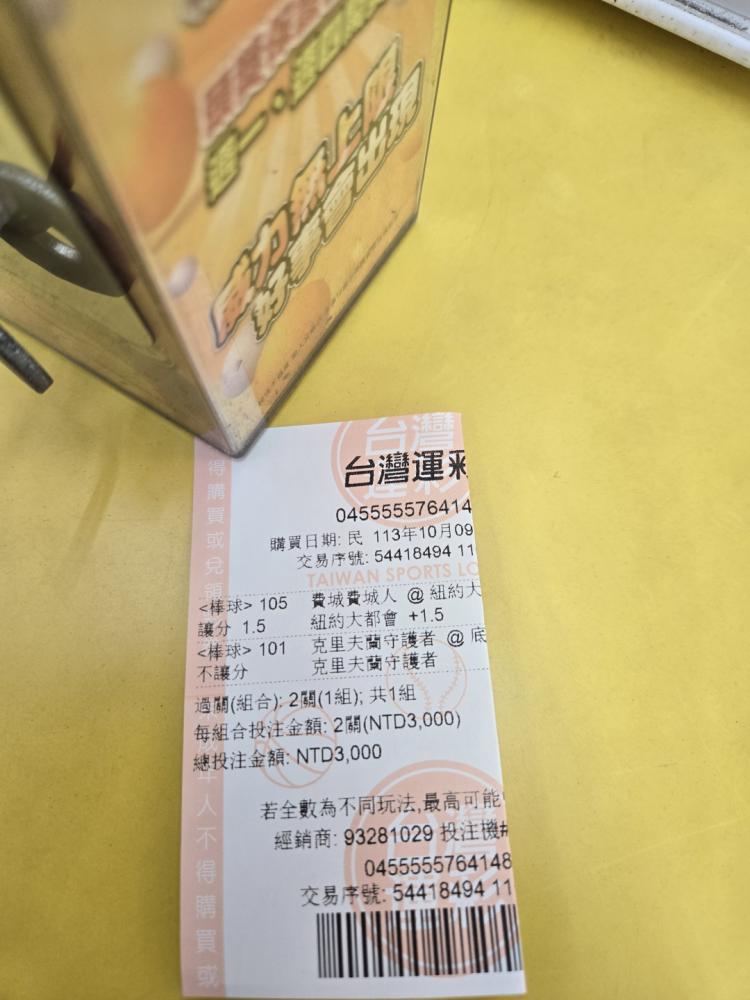 威力無上限
好事會出現
台灣運彩
045555576414
購買日期: 民 113年10月09
交易序號: 54418494 11
TAIWAN SPORTS LO
<棒球> 105 費城費城人 @ 紐約大
讓分 1.5 紐約大都會 +1.5
<棒球> 101 克里夫蘭守護者 @ 底
不讓分 克里夫蘭守護者
過關(組合): 2關(1組); 共1組
每組合投注金額: 2關(NTD3,000)
總投注金額: NTD3,000
若全數為不同玩法,最高可能
經銷商: 93281029 投注機#
0455555764148
交易序號: 54418494 11
得購買或兌領
年人不得購買或